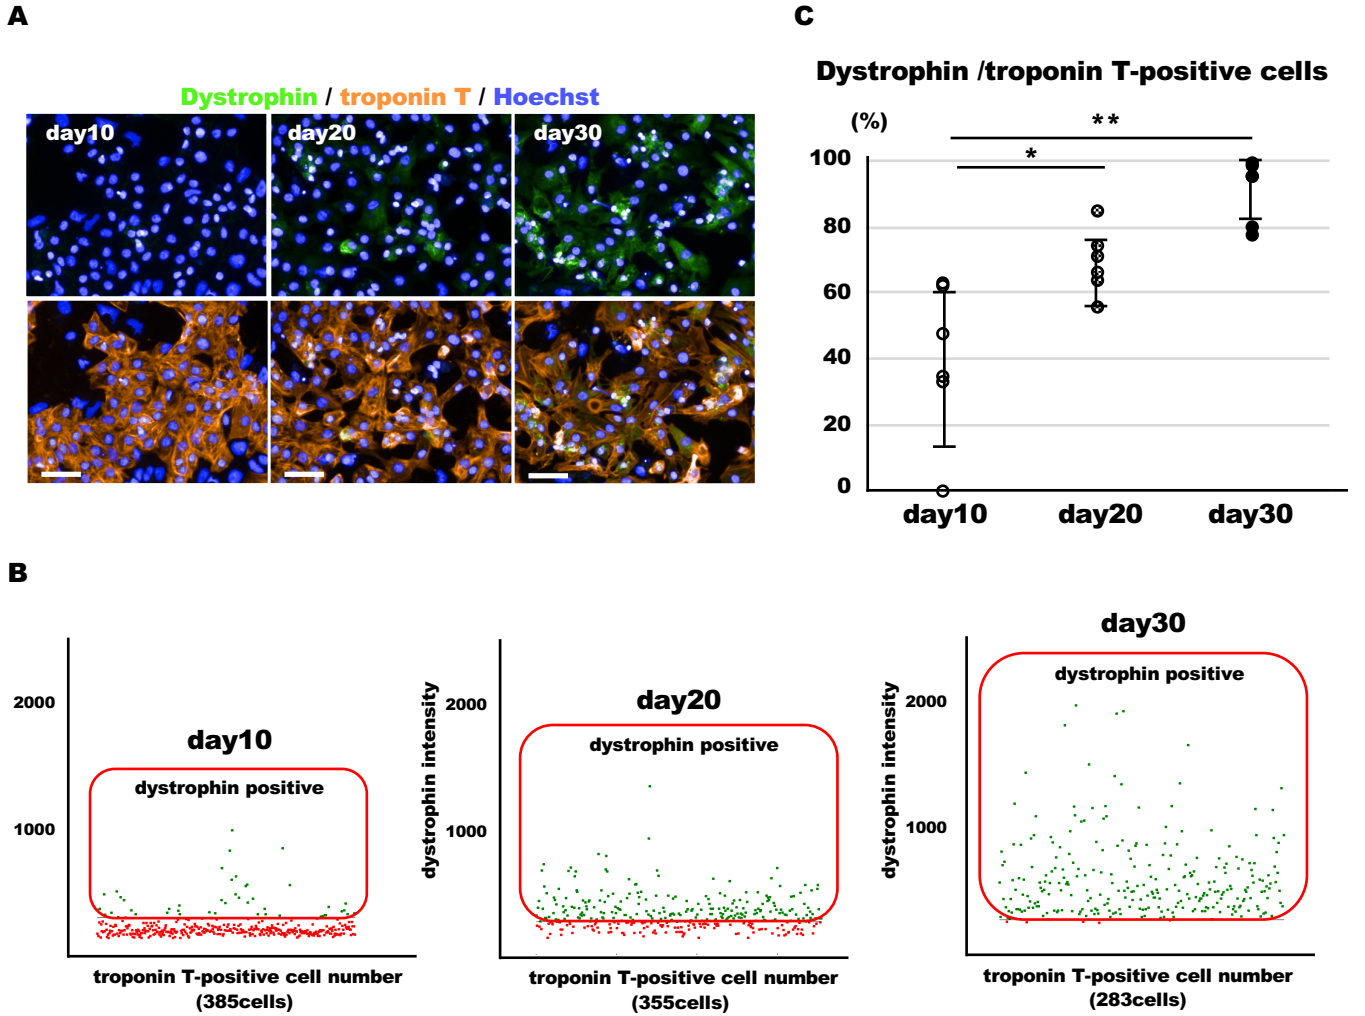 A
Dystrophin / troponin T / Hoechst
day10
day20
day30
C
Dystrophin /troponin T-positive cells
(%)
**
*
100
80
60
40
20
0
day10
day20
day30
B
day10
dystrophin positive
2000
1000
troponin T-positive cell number
(385cells)
day20
dystrophin positive
dystrophin intensity
2000
1000
troponin T-positive cell number
(355cells)
day30
dystrophin positive
dystrophin intensity
2000
1000
troponin T-positive cell number
(283cells)